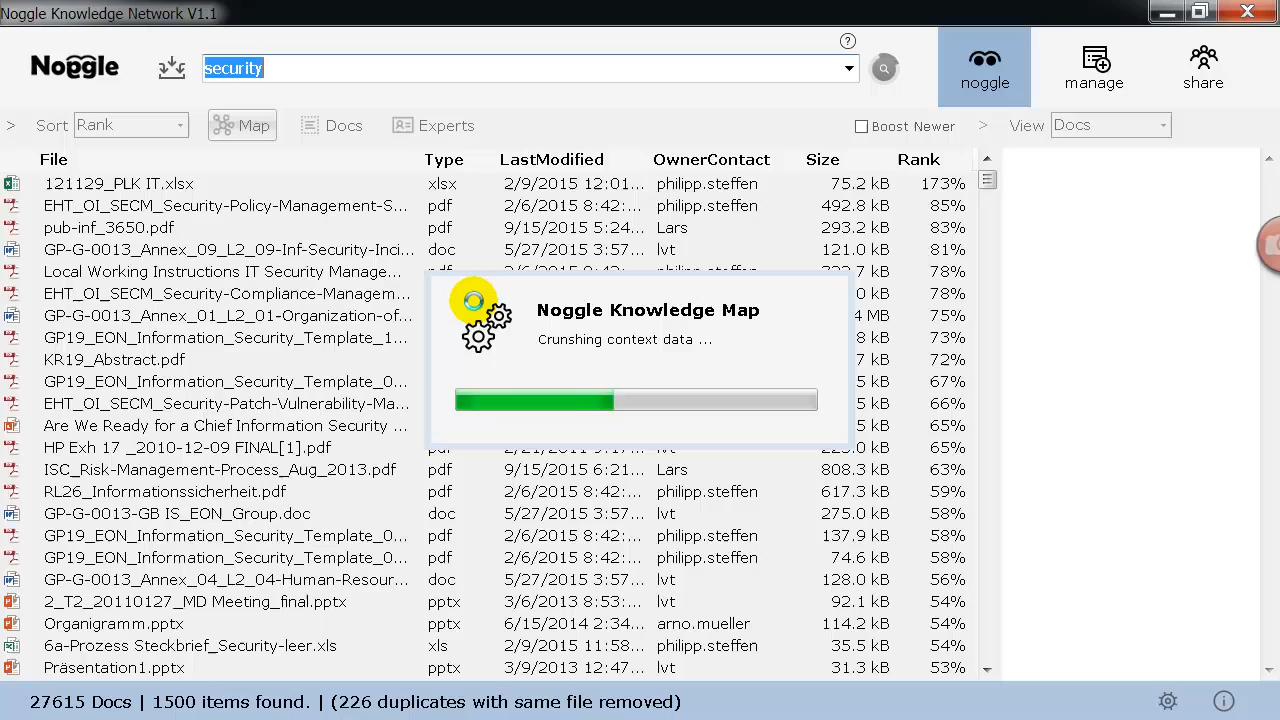 Noggle Knowledge Network V1.1
Noggle
security
?
noggle
manage
share
> Sort Rank Map Docs Experts Boost Newer > View Docs
File Type LastModified OwnerContact Size Rank
121129_PLK IT.xlsx xlsx 2/9/2015 12:01... philipp.steffen 75.2 kB 173%
EHT_OI_SECM_Security-Policy-Management-S... pdf 2/6/2015 8:42:... philipp.steffen 492.8 kB 85%
pub-inf_3650.pdf pdf 9/15/2015 5:24... Lars 293.2 kB 83%
GP-G-0013_Annex_09_L2_09-Inf-Security-Inci... doc 5/27/2015 3:57... lvt 121.0 kB 81%
Local Working Instructions IT Security Manage... 78%
EHT_OI_SECM_Security-Compliance-Managem... 78%
GP-G-0013_Annex_01_L2_01-Organization-of... 75%
GP19_EON_Information_Security_Template_1... 73%
KR19_Abstract.pdf 72%
GP19_EON_Information_Security_Template_0... 67%
EHT_OI_SECM_Security-Patch-Vulnerability-Ma... 66%
Are We Ready for a Chief Information Security ... 65%
HP Exh 17 _2010-12-09 FINAL[1].pdf 64%
Noggle Knowledge Map
Crunshing context data ...
ISC_Risk-Management-Process_Aug_2013.pdf pdf 9/15/2015 6:21... Lars 808.3 kB 63%
RL26_Informationssicherheit.pdf pdf 2/6/2015 8:42:... philipp.steffen 617.3 kB 59%
GP-G-0013-GB IS_EON_Group.doc doc 5/27/2015 3:57... lvt 275.0 kB 58%
GP19_EON_Information_Security_Template_0... pdf 2/6/2015 8:42:... philipp.steffen 137.9 kB 58%
GP19_EON_Information_Security_Template_0... pdf 2/6/2015 8:42:... philipp.steffen 74.6 kB 58%
GP-G-0013_Annex_04_L2_04-Human-Resour... doc 5/27/2015 3:57... lvt 128.0 kB 56%
2_T2_20110127_MD Meeting_final.pptx pptx 3/6/2013 8:53:... lvt 92.1 kB 54%
Organigramm.pptx pptx 6/15/2014 2:34... arno.mueller 114.2 kB 54%
6a-Prozess Steckbrief_Security-leer.xls xls 2/15/2015 11:58... philipp.steffen 35.5 kB 54%
Präsentation1.pptx pptx 3/9/2013 12:47... lvt 31.3 kB 53%
27615 Docs | 1500 items found. | (226 duplicates with same file removed)